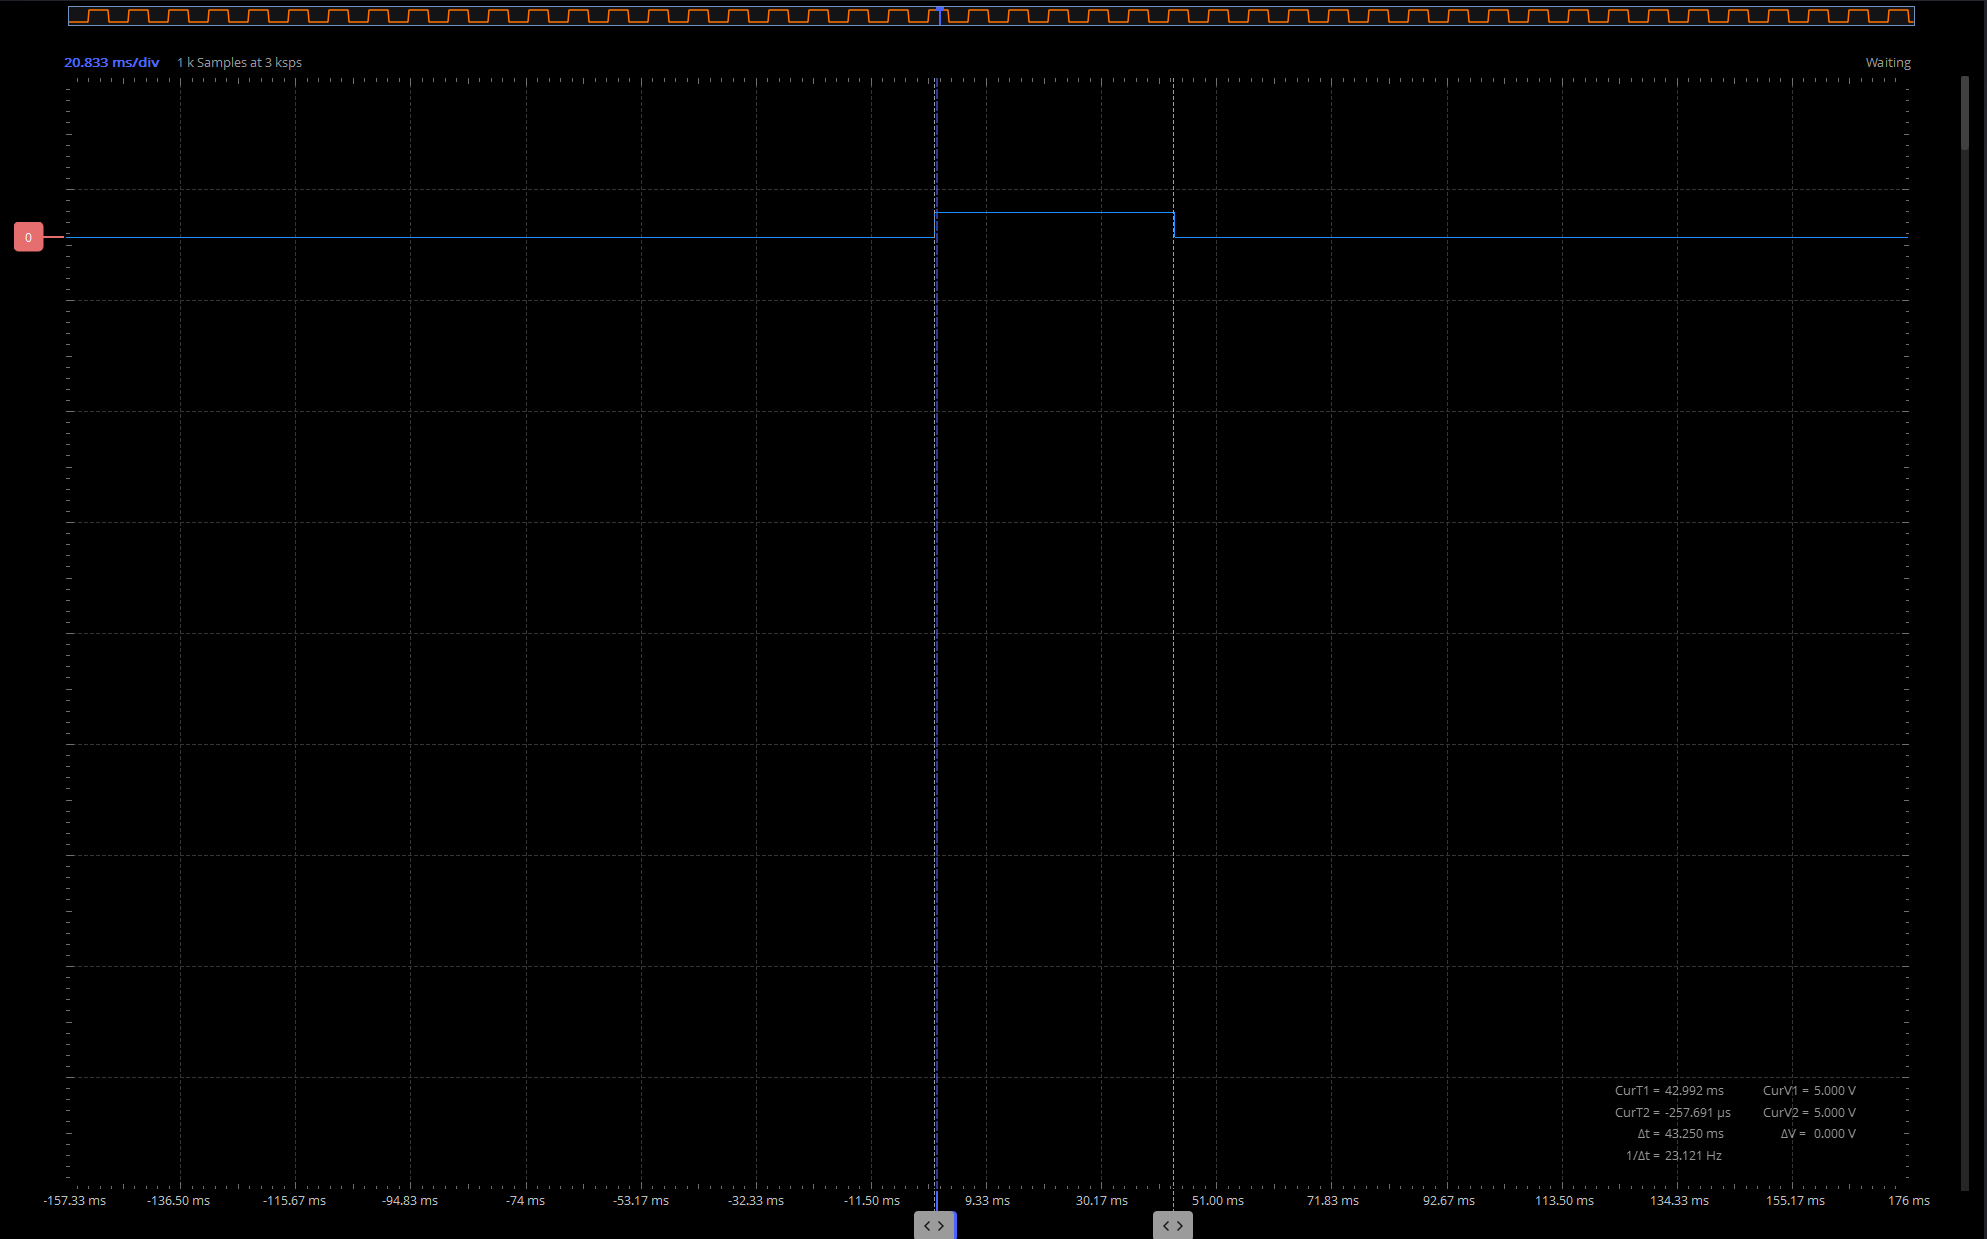 20.833 ms/div 1 k Samples at 3 ksps Waiting
0
CurT1 = 42.992 ms CurV1 = 5.000 V
CurT2 = -257.691 µs CurV2 = 5.000 V
Δt = 43.250 ms ΔV = 0.000 V
1/Δt = 23.121 Hz
-157.33 ms -136.50 ms -115.67 ms -94.83 ms -74 ms -53.17 ms -32.33 ms -11.50 ms 9.33 ms 30.17 ms 51.00 ms 71.83 ms 92.67 ms 113.50 ms 134.33 ms 155.17 ms 176 ms